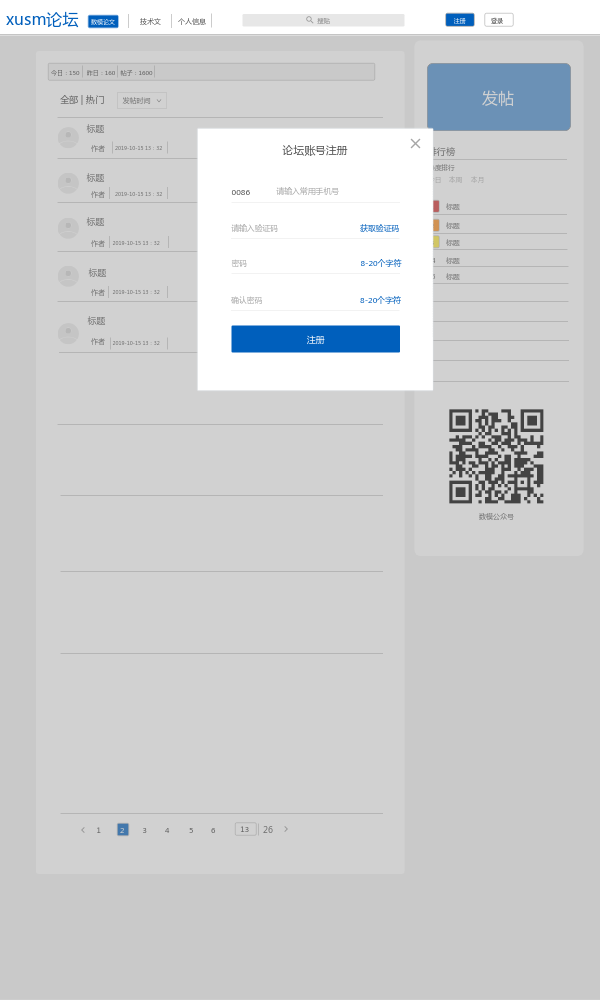 xusm论坛 数模论文 技术文 个人信息 搜贴 注册 登录
今日：150 昨日：160 帖子：1600
全部 | 热门 发帖时间
标题
作者 2019-10-15 13：32
标题
作者 2019-10-15 13：32
标题
作者 2019-10-15 13：32
标题
作者 2019-10-15 13：32
标题
作者 2019-10-15 13：32
1 2 3 4 5 6 13 26
论坛账号注册
0086 请输入常用手机号
请输入验证码 获取验证码
密码 8-20个字符
确认密码 8-20个字符
注册
发帖
行榜
度排行
日 本周 本月
标题
标题
标题
标题
标题
数模公众号